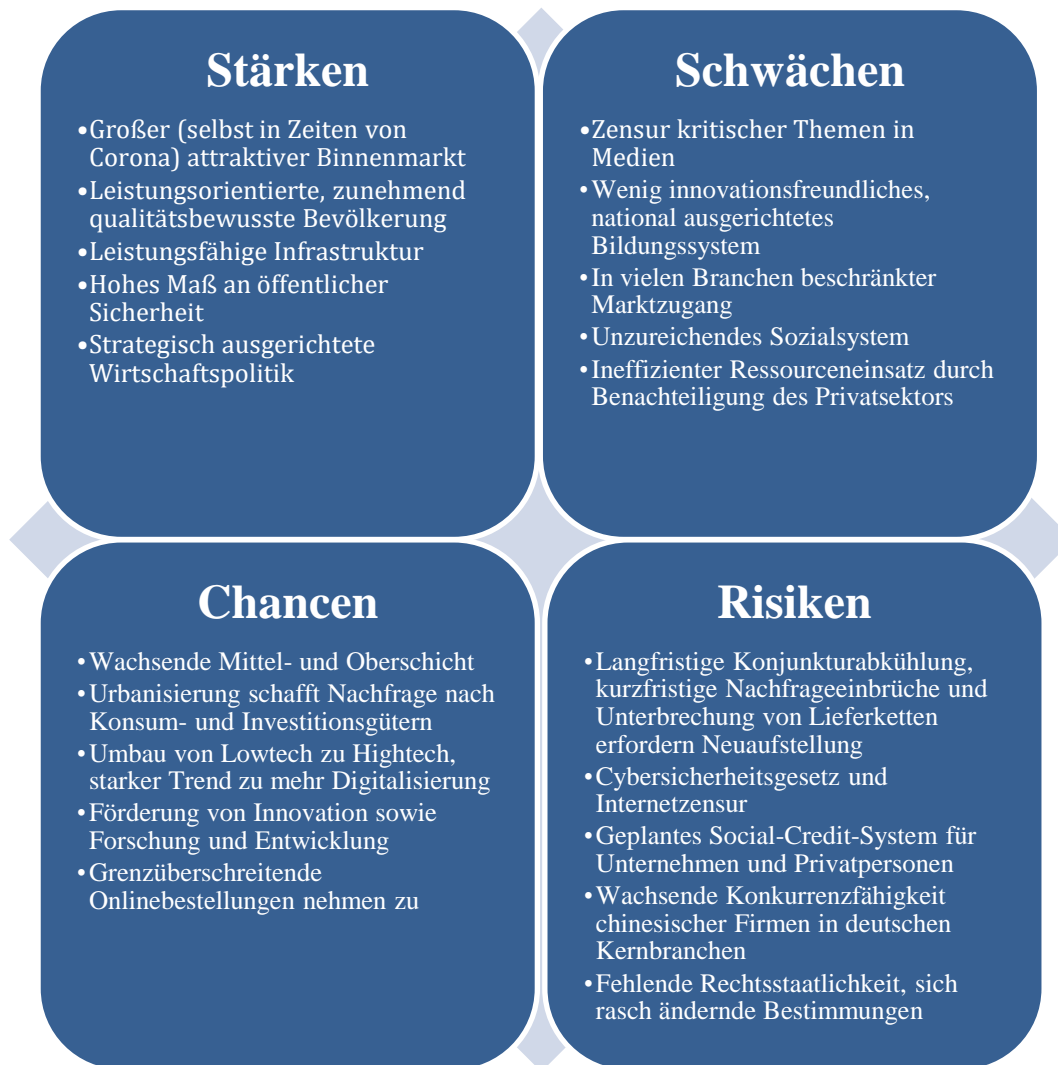 Stärken
•Großer (selbst in Zeiten von
Corona) attraktiver Binnenmarkt
•Leistungsorientierte, zunehmend
qualitätsbewusste Bevölkerung
•Leistungsfähige Infrastruktur
•Hohes Maß an öffentlicher
Sicherheit
•Strategisch ausgerichtete
Wirtschaftspolitik
Schwächen
•Zensur kritischer Themen in
Medien
•Wenig innovationsfreundliches,
national ausgerichtetes
Bildungssystem
•In vielen Branchen beschränkter
Marktzugang
•Unzureichendes Sozialsystem
•Ineffizienter Ressourceneinsatz durch
Benachteiligung des Privatsektors
Chancen
•Wachsende Mittel- und Oberschicht
•Urbanisierung schafft Nachfrage nach
Konsum- und Investitionsgütern
•Umbau von Lowtech zu Hightech,
starker Trend zu mehr Digitalisierung
•Förderung von Innovation sowie
Forschung und Entwicklung
•Grenzüberschreitende
Onlinebestellungen nehmen zu
Risiken
•Langfristige Konjunkturabkühlung,
kurzfristige Nachfrageeinbrüche und
Unterbrechung von Lieferketten
erfordern Neuaufstellung
•Cybersicherheitsgesetz und
Internetzensur
•Geplantes Social-Credit-System für
Unternehmen und Privatpersonen
•Wachsende Konkurrenzfähigkeit
chinesischer Firmen in deutschen
Kernbranchen
•Fehlende Rechtsstaatlichkeit, sich
rasch ändernde Bestimmungen